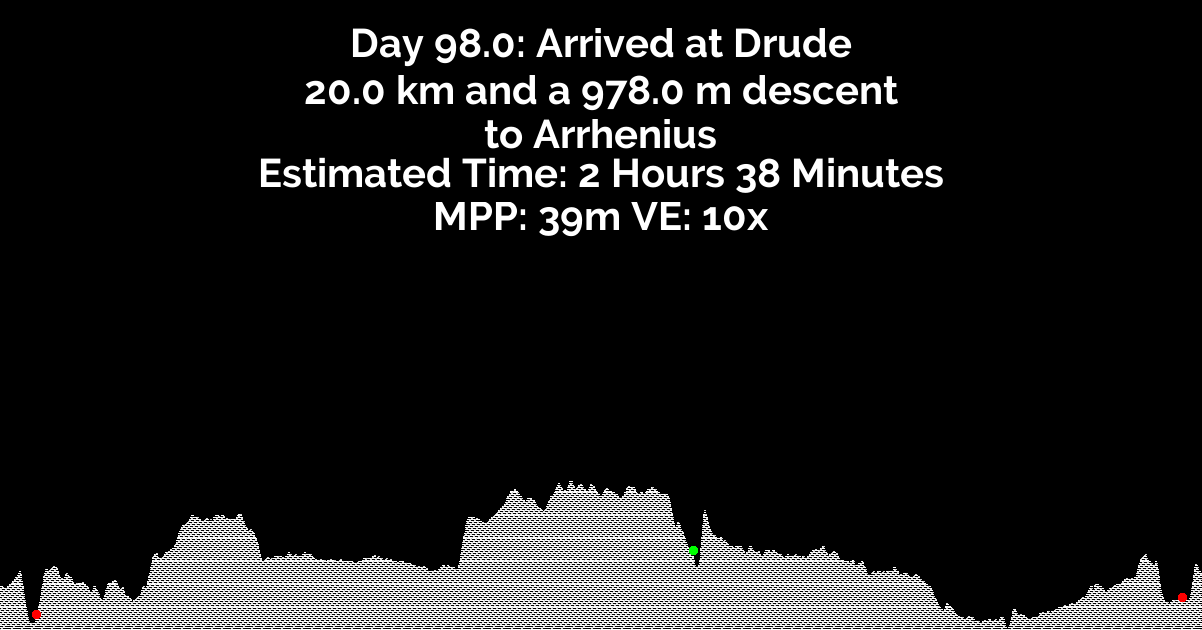 Day 98.0: Arrived at Drude
20.0 km and a 978.0 m descent
to Arrhenius
Estimated Time: 2 Hours 38 Minutes
MPP: 39m VE: 10x